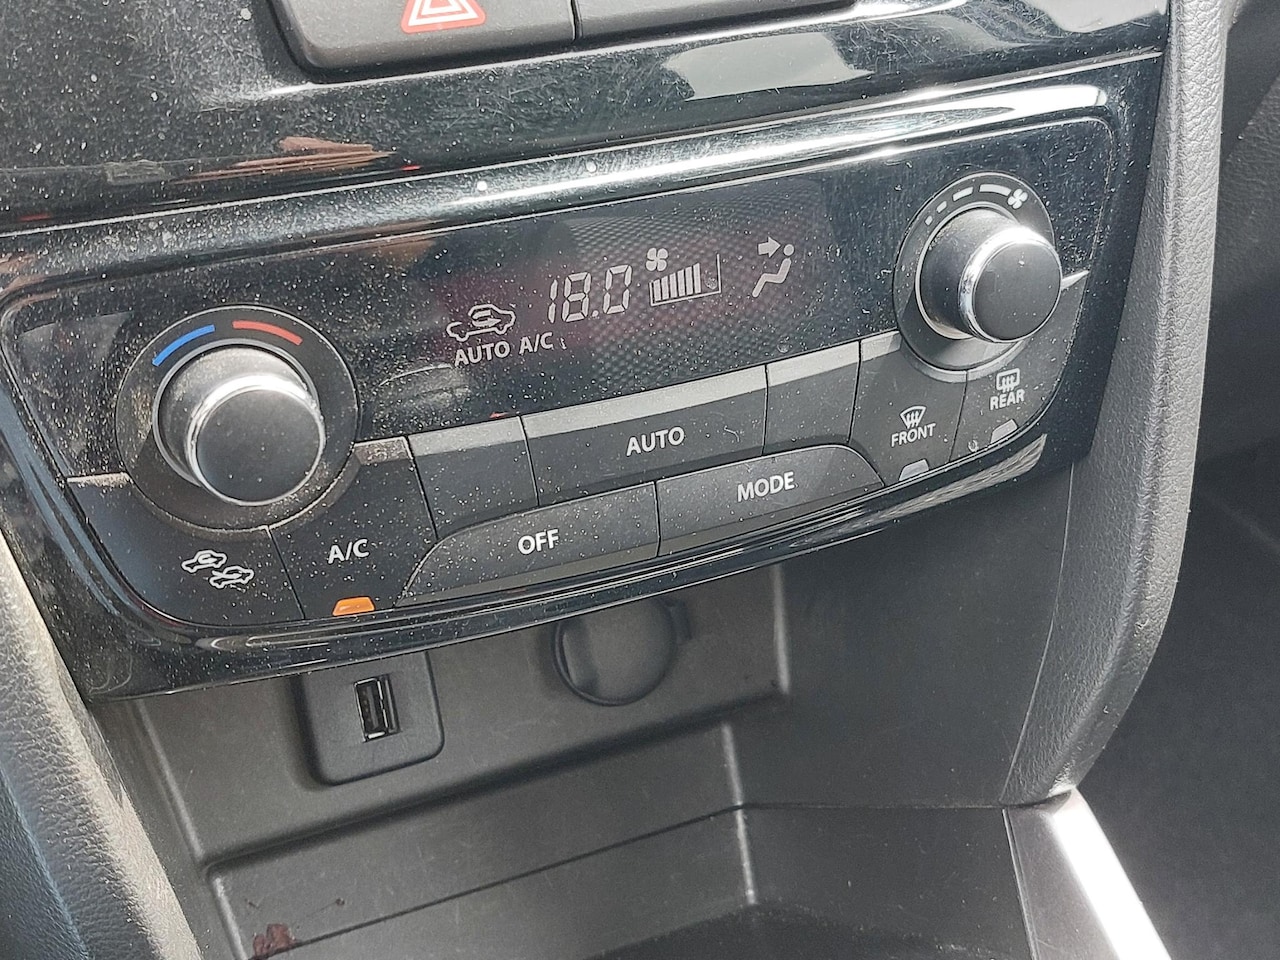 18.0
AUTO A/C
AUTO
REAR
FRONT
MODE
OFF
A/C